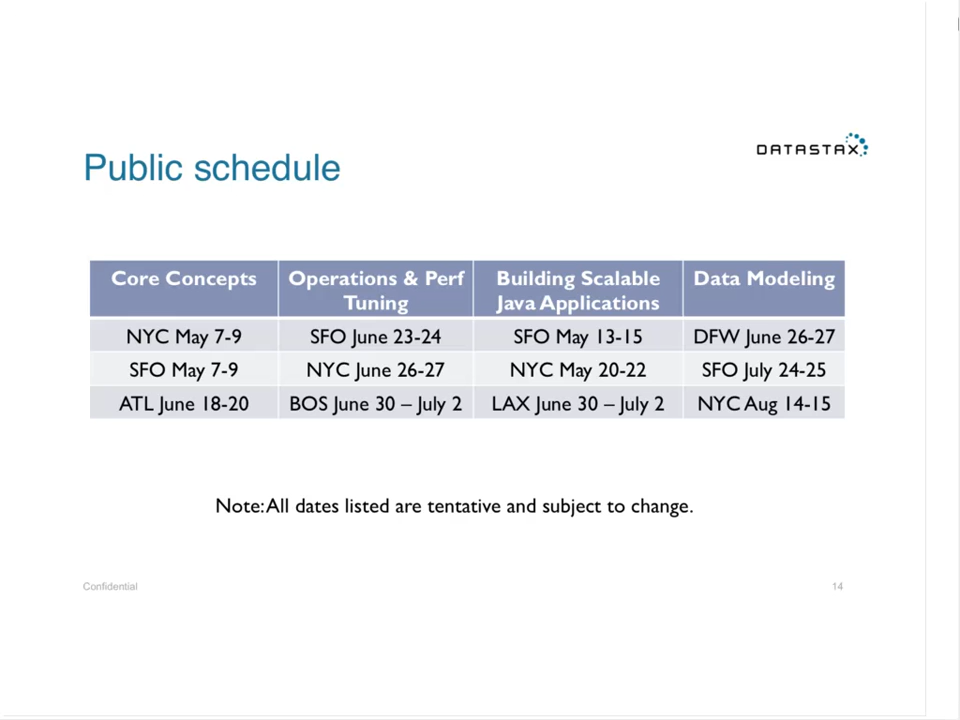 DATASTAX
Public schedule
Core Concepts
Operations & Perf Tuning
Building Scalable Java Applications
Data Modeling
NYC May 7-9
SFO June 23-24
SFO May 13-15
DFW June 26-27
SFO May 7-9
NYC June 26-27
NYC May 20-22
SFO July 24-25
ATL June 18-20
BOS June 30 – July 2
LAX June 30 – July 2
NYC Aug 14-15
Note: All dates listed are tentative and subject to change.
Confidential
14